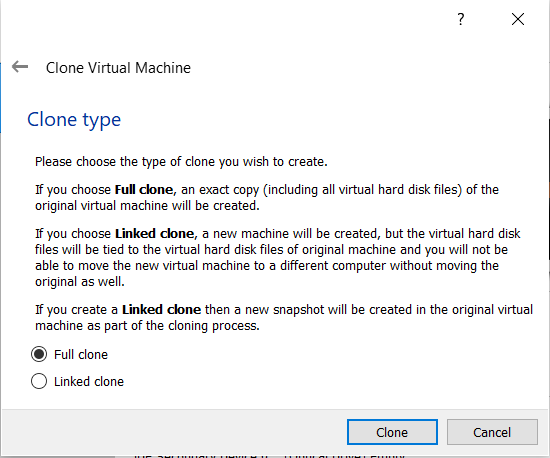 ?
Clone Virtual Machine
Clone type
Please choose the type of clone you wish to create.
If you choose Full clone, an exact copy (including all virtual hard disk files) of the
original virtual machine will be created.
If you choose Linked clone, a new machine will be created, but the virtual hard disk
files will be tied to the virtual hard disk files of original machine and you will not be
able to move the new virtual machine to a different computer without moving the
original as well.
If you create a Linked clone then a new snapshot will be created in the original virtual
machine as part of the cloning process.
Full clone
Linked clone
Clone Cancel